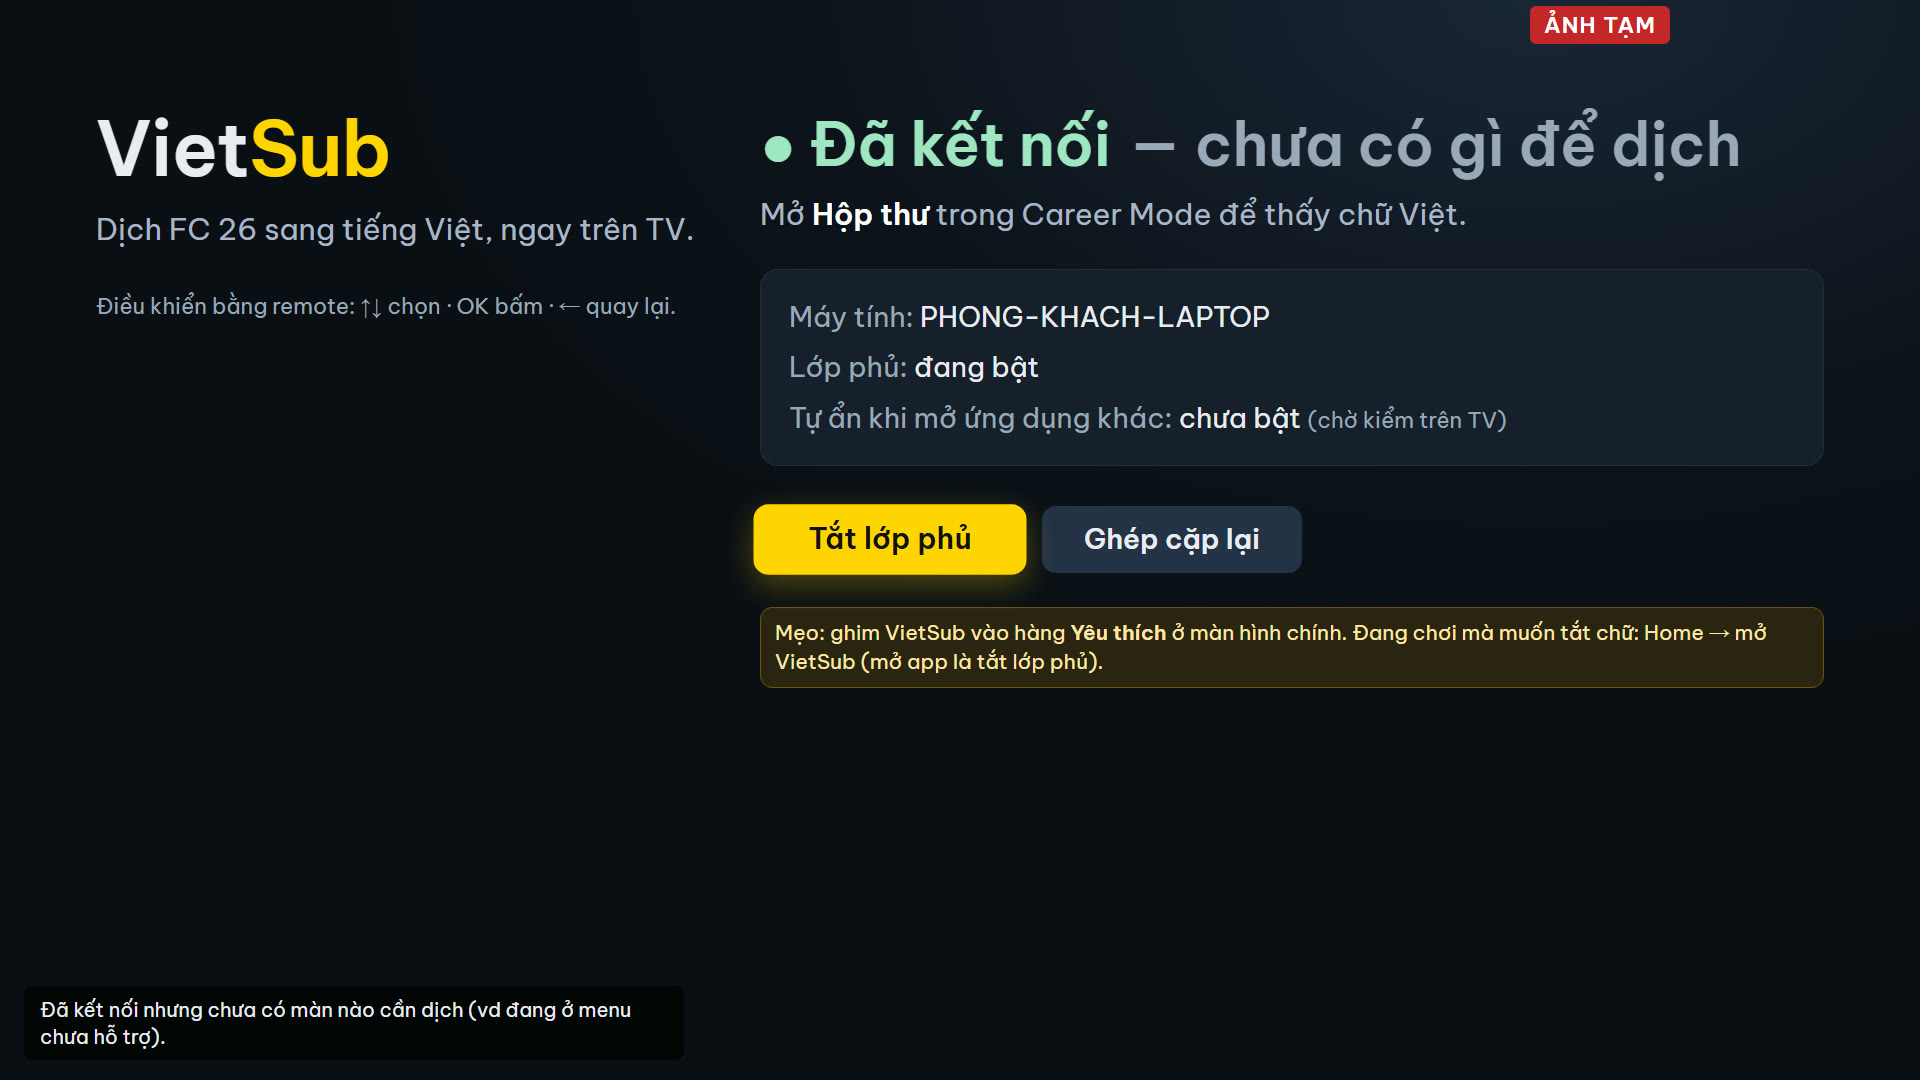 ẢNH TẠM
VietSub
Dịch FC 26 sang tiếng Việt, ngay trên TV.
Điều khiển bằng remote: ↑↓ chọn · OK bấm · ← quay lại.
● Đã kết nối — chưa có gì để dịch
Mở Hộp thư trong Career Mode để thấy chữ Việt.
Máy tính: PHONG-KHACH-LAPTOP
Lớp phủ: đang bật
Tự ẩn khi mở ứng dụng khác: chưa bật (chờ kiểm trên TV)
Tắt lớp phủ
Ghép cặp lại
Mẹo: ghim VietSub vào hàng Yêu thích ở màn hình chính. Đang chơi mà muốn tắt chữ: Home → mở
VietSub (mở app là tắt lớp phủ).
Đã kết nối nhưng chưa có màn nào cần dịch (vd đang ở menu
chưa hỗ trợ).